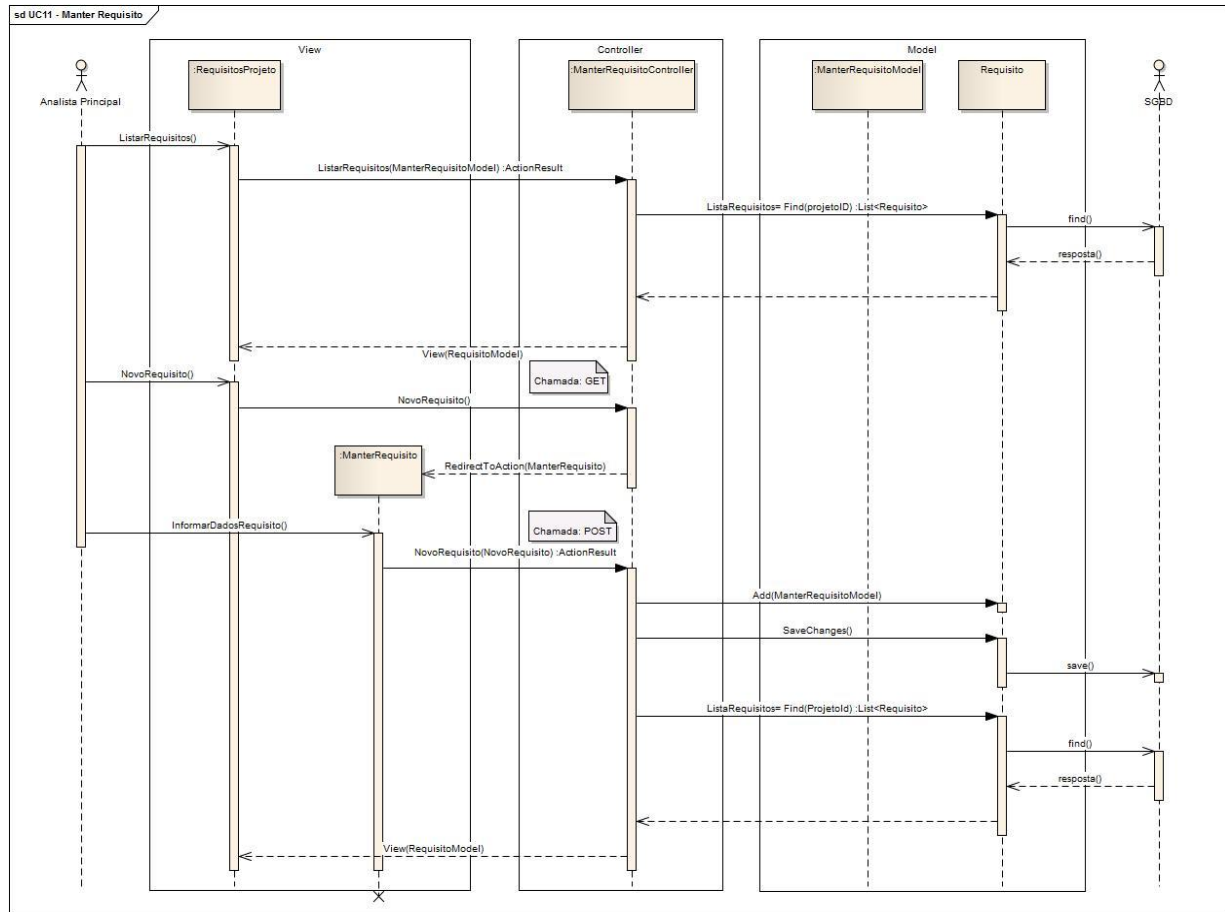 sd UC11 - Manter Requisito
View
Controller
Model
:RequisitosProjeto
:ManterRequisitoController
:ManterRequisitoModel
Requisito
Analista Principal
SGBD
ListarRequisitos()
ListarRequisitos(ManterRequisitoModel) :ActionResult
ListaRequisitos= Find(projetoID) :List<Requisito>
find()
resposta()
View(RequisitoModel)
Chamada: GET
NovoRequisito()
NovoRequisito()
:ManterRequisito
RedirectToAction(ManterRequisito)
InformarDadosRequisito()
Chamada: POST
NovoRequisito(NovoRequisito) :ActionResult
Add(ManterRequisitoModel)
SaveChanges()
save()
ListaRequisitos= Find(ProjetoId) :List<Requisito>
find()
resposta()
View(RequisitoModel)